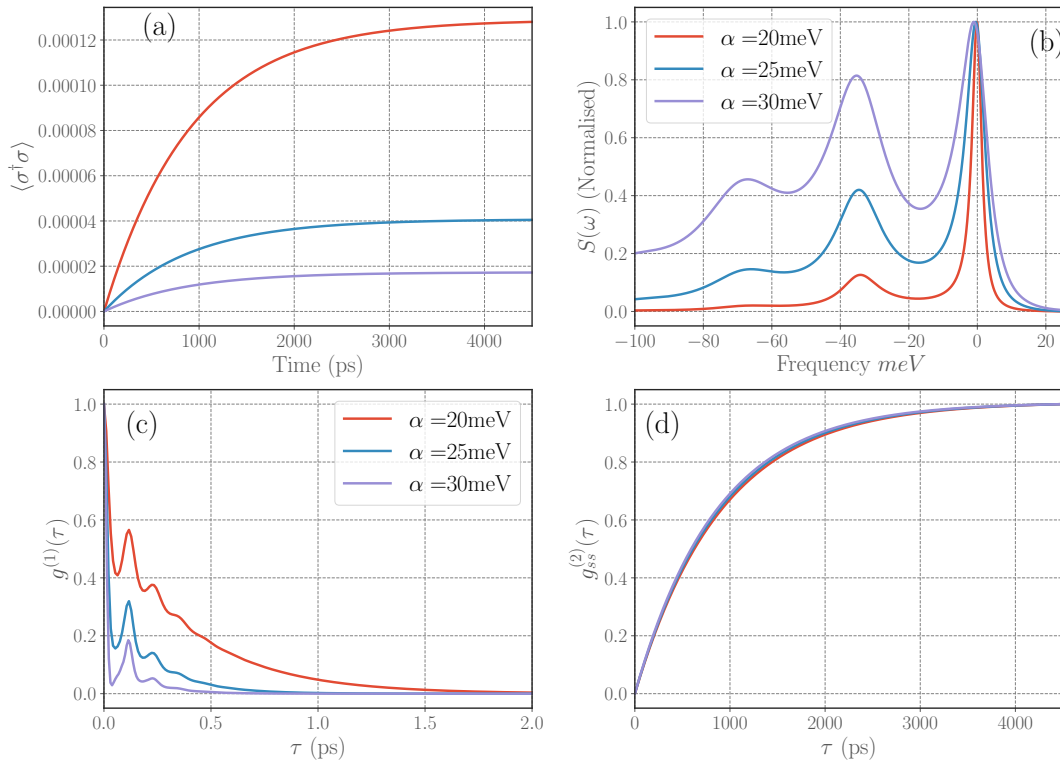 (a)
⟨σ†σ⟩
0.00012
0.00010
0.00008
0.00006
0.00004
0.00002
0.00000
0 1000 2000 3000 4000
Time (ps)
(b)
α =20meV
α =25meV
α =30meV
S(ω) (Normalised)
1.0
0.8
0.6
0.4
0.2
0.0
−100 −80 −60 −40 −20 0 20
Frequency meV
(c)
α =20meV
α =25meV
α =30meV
g(1)(τ)
1.0
0.8
0.6
0.4
0.2
0.0
0.0 0.5 1.0 1.5 2.0
τ (ps)
(d)
g(2)ss(τ)
1.0
0.8
0.6
0.4
0.2
0.0
0 1000 2000 3000 4000
τ (ps)